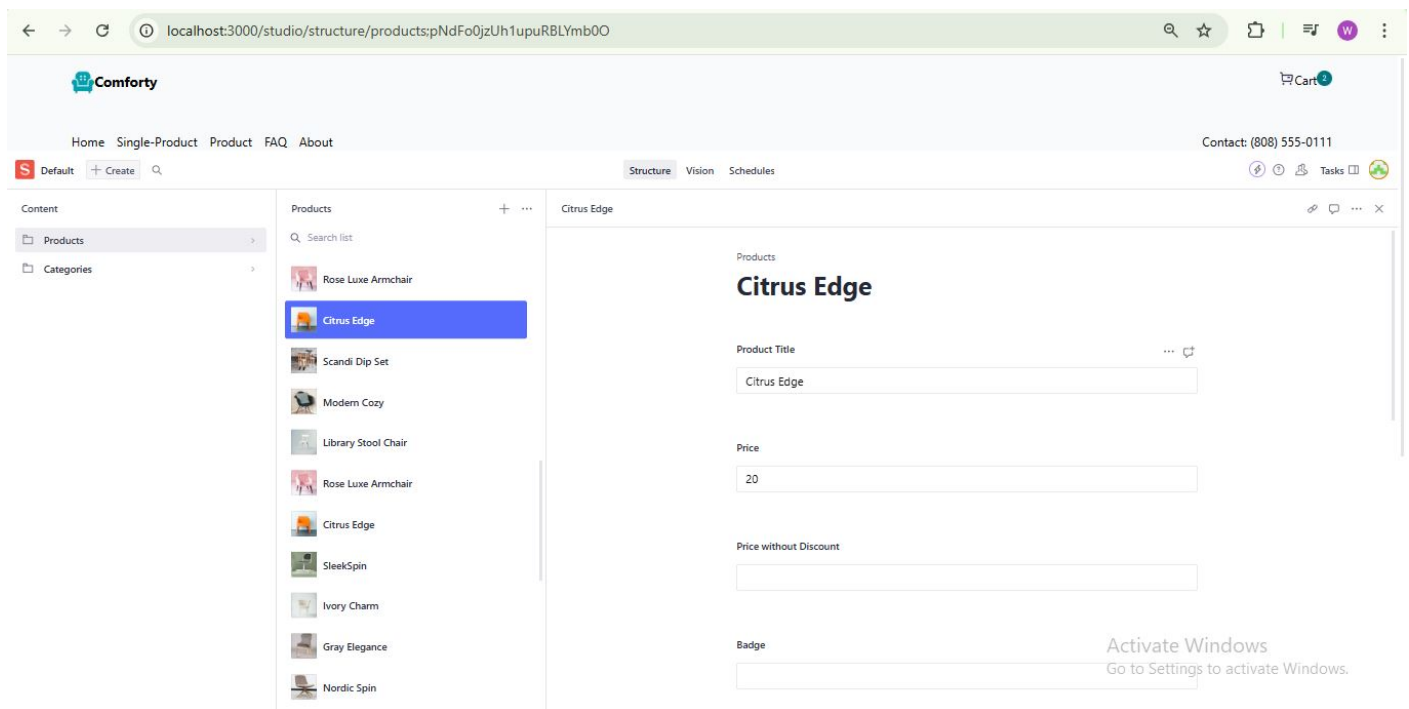 localhost:3000/studio/structure/products;pNdFo0jzUh1upuRBLYmb0O
W
Comforty
Cart 2
Home Single-Product Product FAQ About
Contact: (808) 555-0111
S Default + Create
Structure Vision Schedules
Tasks
Content
Products
Categories
Products
Search list
Rose Luxe Armchair
Citrus Edge
Scandi Dip Set
Modern Cozy
Library Stool Chair
Rose Luxe Armchair
Citrus Edge
SleekSpin
Ivory Charm
Gray Elegance
Nordic Spin
Citrus Edge
Products
Citrus Edge
Product Title
Citrus Edge
Price
20
Price without Discount
Badge
Activate Windows
Go to Settings to activate Windows.